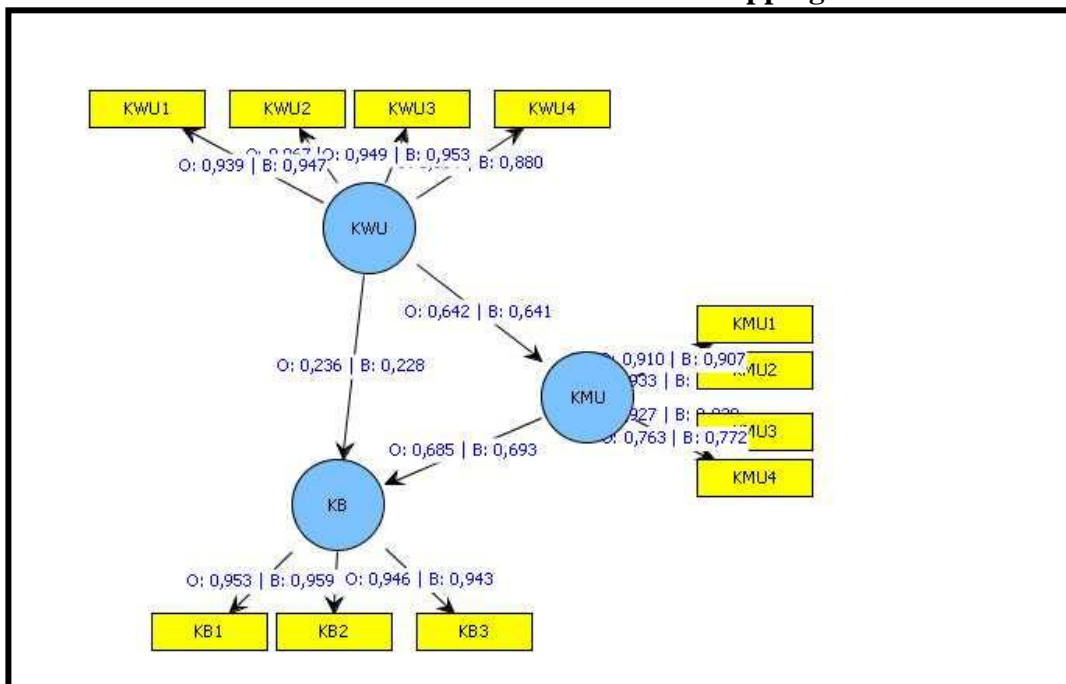 KWU1 KWU2 KWU3 KWU4
O: 0,949 | B: 0,953
O: 0,939 | B: 0,947 B: 0,880
KWU
O: 0,642 | B: 0,641
KMU1
O: 0,236 | B: 0,228
0,910 | B: 0,907
KMU2
KMU
KMU3
O: 0,763 | B: 0,772
O: 0,685 | B: 0,693
KMU4
KB
O: 0,953 | B: 0,959 O: 0,946 | B: 0,943
KB1 KB2 KB3